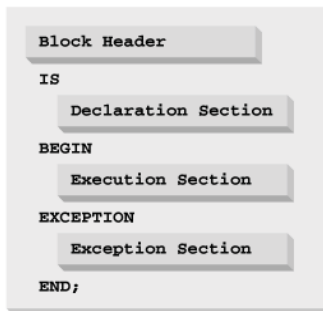 Block Header
IS
Declaration Section
BEGIN
Execution Section
EXCEPTION
Exception Section
END;